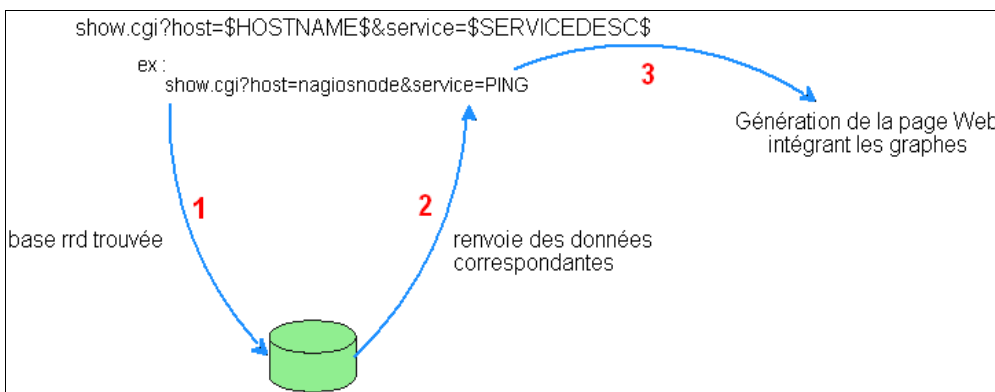 show.cgi?host=$HOSTNAME$&service=$SERVICEDESC$
ex :
show.cgi?host=nagiosnode&service=PING
3
Génération de la page Web
intégrant les graphes
1
2
base rrd trouvée
renvoie des données
correspondantes